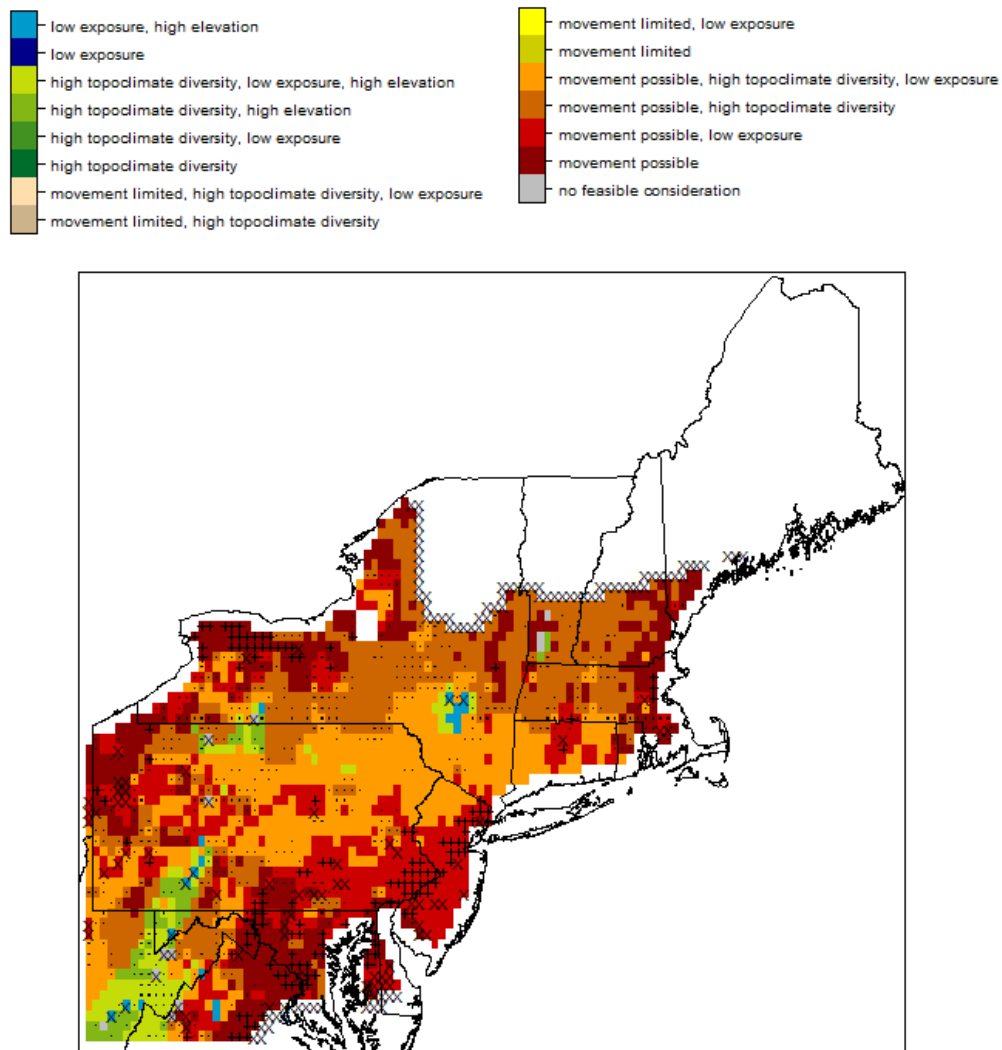 low exposure, high elevation
low exposure
high topoclimate diversity, low exposure, high elevation
high topoclimate diversity, high elevation
high topoclimate diversity, low exposure
high topoclimate diversity
movement limited, high topoclimate diversity, low exposure
movement limited, high topoclimate diversity
movement limited, low exposure
movement limited
movement possible, high topoclimate diversity, low exposure
movement possible, high topoclimate diversity
movement possible, low exposure
movement possible
no feasible consideration